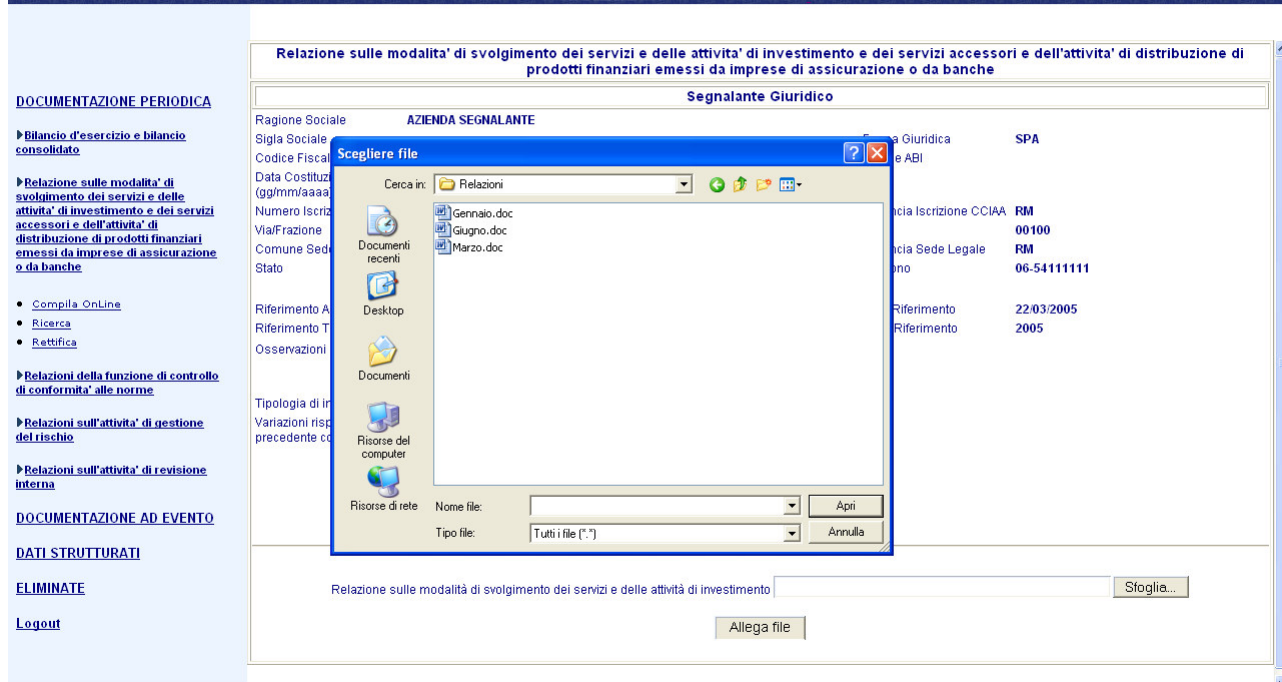 DOCUMENTAZIONE PERIODICA
Bilancio d'esercizio e bilancio
consolidato
Relazione sulle modalita' di
svolgimento dei servizi e delle
attivita' di investimento e dei servizi
accessori e dell'attivita' di
distribuzione di prodotti finanziari
emessi da imprese di assicurazione
o da banche
Compila OnLine
Ricerca
Rettifica
Relazioni della funzione di controllo
di conformita' alle norme
Relazioni sull'attivita' di gestione
del rischio
Relazioni sull'attivita' di revisione
interna
DOCUMENTAZIONE AD EVENTO
DATI STRUTTURATI
ELIMINATE
Logout
Relazione sulle modalita' di svolgimento dei servizi e delle attivita' di investimento e dei servizi accessori e dell'attivita' di distribuzione di
prodotti finanziari emessi da imprese di assicurazione o da banche
Segnalante Giuridico
Ragione Sociale AZIENDA SEGNALANTE
Sigla Sociale Giuridica SPA
Codice Fiscal e ABI
Data Costituzi
(gg/mm/aaaa)
Numero Iscriz ncia Iscrizione CCIAA RM
Via/Frazione 00100
Comune Sede ncia Sede Legale RM
Stato ono 06-54111111
Riferimento A Riferimento 22/03/2005
Riferimento T Riferimento 2005
Osservazioni
Tipologia di in
Variazioni risp
precedente co
Scegliere file
Cerca in: Relazioni
Documenti
recenti
Desktop
Documenti
Risorse del
computer
Risorse di rete
Gennaio.doc
Giugno.doc
Marzo.doc
Nome file: Apri
Tipo file: Tutti i file (*.*) Annulla
Relazione sulle modalità di svolgimento dei servizi e delle attività di investimento Sfoglia...
Allega file